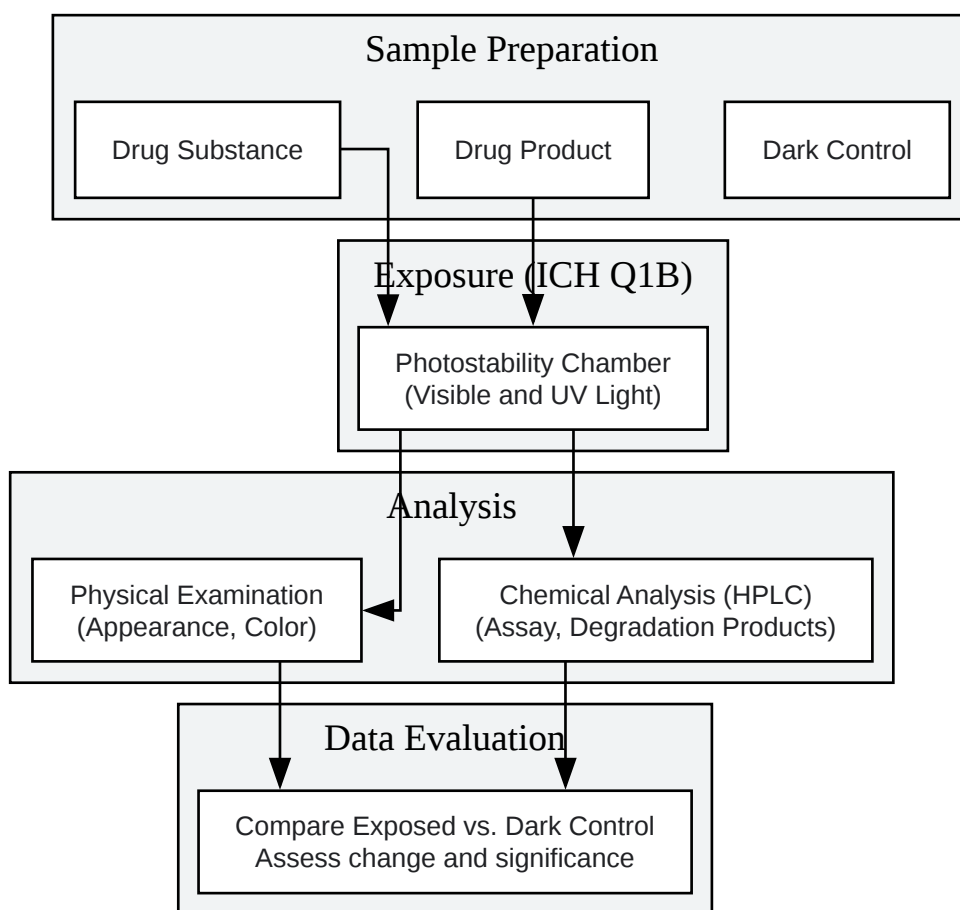 Sample Preparation
Drug Substance
Drug Product
Dark Control
Exposure (ICH Q1B)
Photostability Chamber
(Visible and UV Light)
Analysis
Physical Examination
(Appearance, Color)
Chemical Analysis (HPLC)
(Assay, Degradation Products)
Data Evaluation
Compare Exposed vs. Dark Control
Assess change and significance